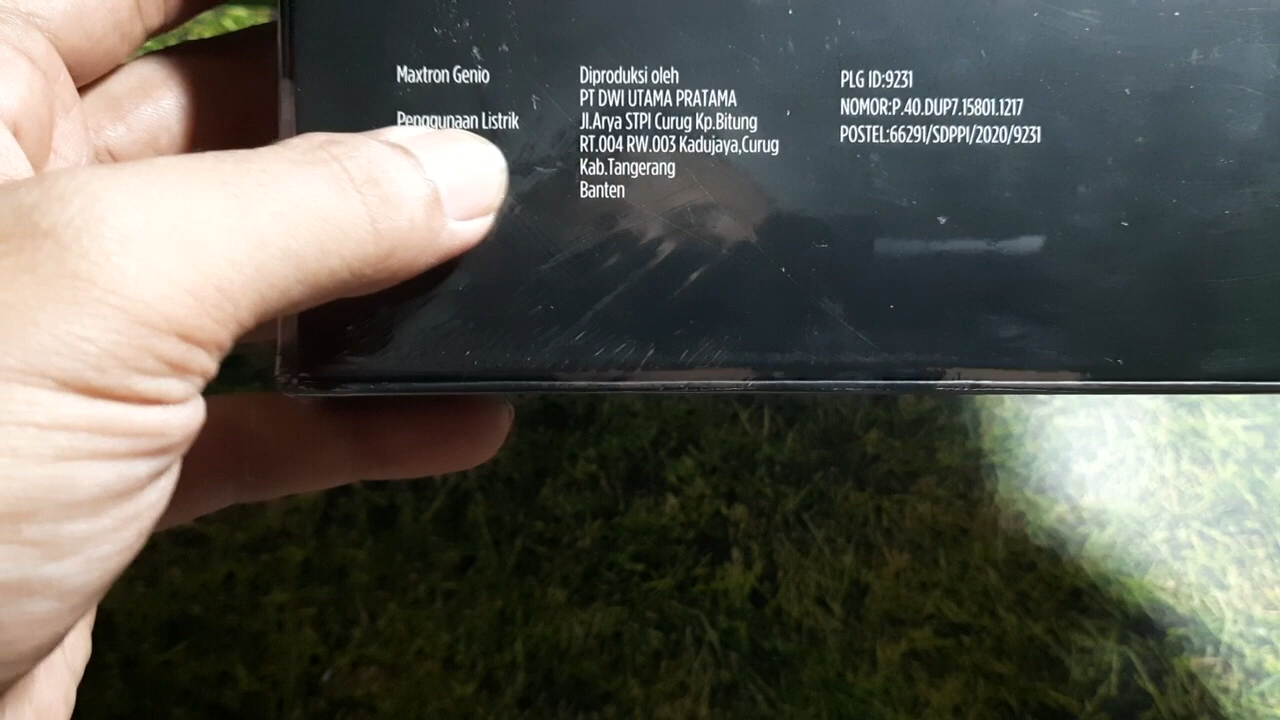 Maxtron Genio
Penggunaan Listrik
Diproduksi oleh
PT DWI UTAMA PRATAMA
Jl.Arya STPI Curug Kp.Bitung
RT.004 RW.003 Kadujaya,Curug
Kab.Tangerang
Banten
PLG ID:9231
NOMOR:P.40.DUP7.15801.1217
POSTEL:66291/SDPPI/2020/9231